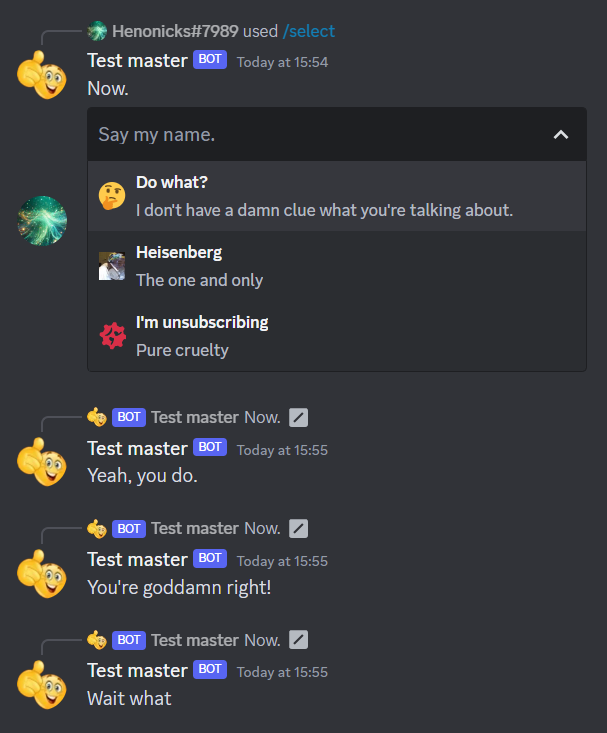 Henonicks#7989 used /select
Test master BOT Today at 15:54
Now.
Say my name.
Do what?
I don't have a damn clue what you're talking about.
Heisenberg
The one and only
I'm unsubscribing
Pure cruelty
BOT Test master Now.
Test master BOT Today at 15:55
Yeah, you do.
BOT Test master Now.
Test master BOT Today at 15:55
You're goddamn right!
BOT Test master Now.
Test master BOT Today at 15:55
Wait what